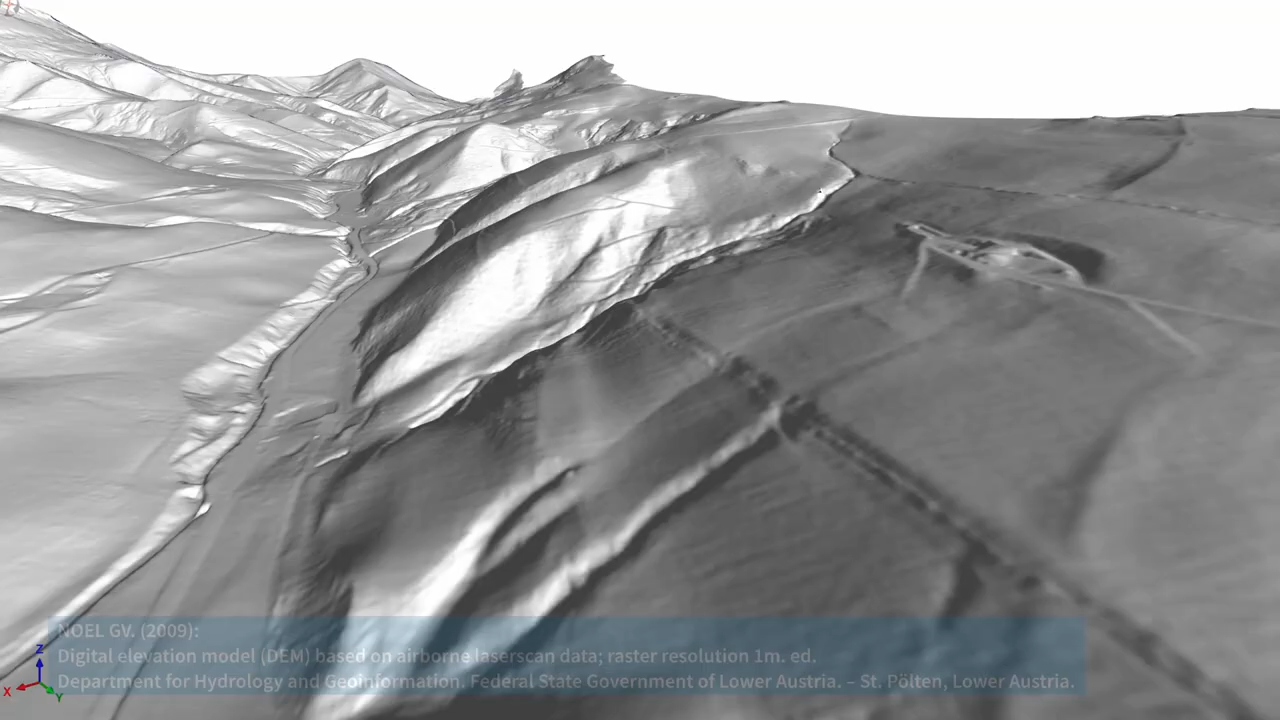 NOEL GV. (2009):
Digital elevation model (DEM) based on airborne laserscan data; raster resolution 1m. ed.
Department for Hydrology and Geoinformation. Federal State Government of Lower Austria. – St. Pölten, Lower Austria.
Z
X
Y